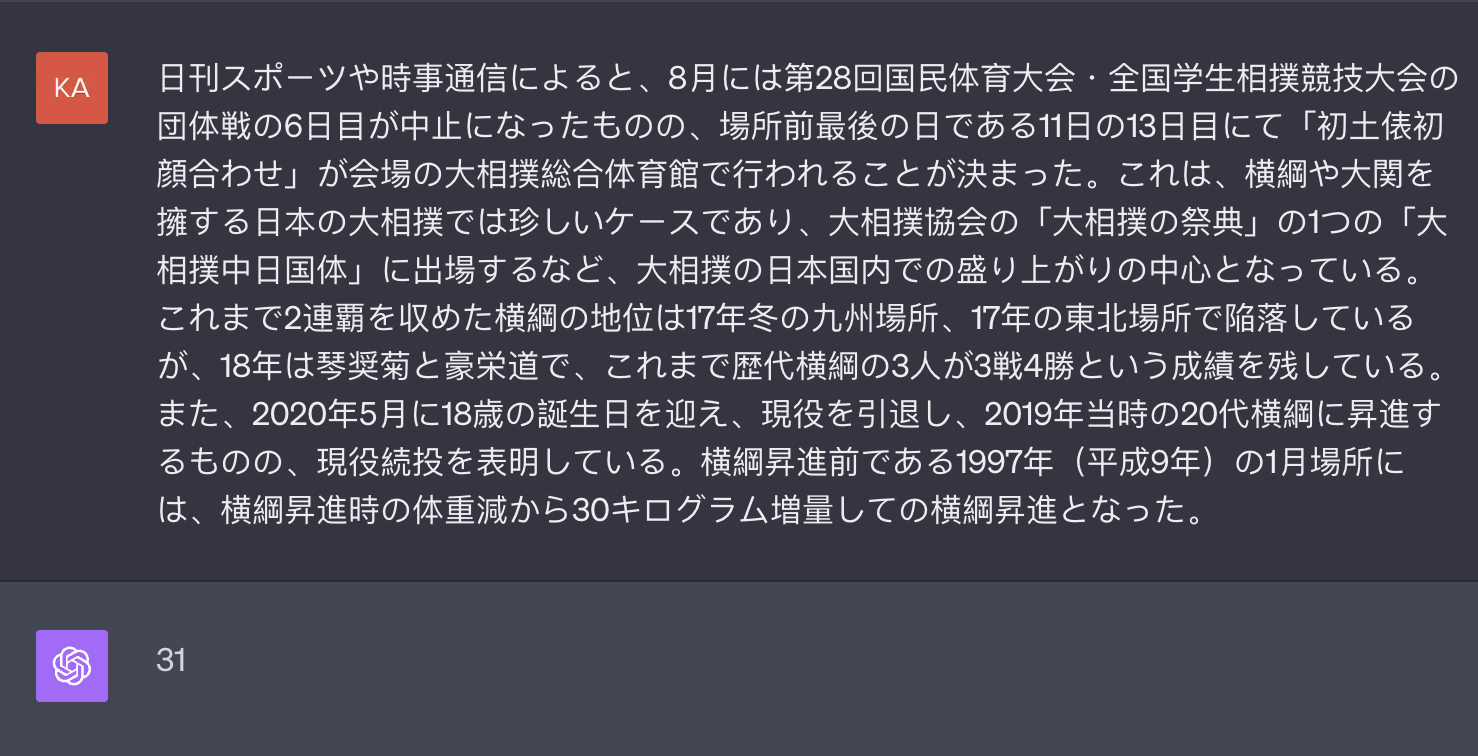 KA
日刊スポーツや時事通信によると、8月には第28回国民体育大会・全国学生相撲競技大会の
団体戦の6日目が中止になったものの、場所前最後の日である11日の13日目にて「初土俵初
顔合わせ」が会場の大相撲総合体育館で行われることが決まった。これは、横綱や大関を
擁する日本の大相撲では珍しいケースであり、大相撲協会の「大相撲の祭典」の1つの「大
相撲中日国体」に出場するなど、大相撲の日本国内での盛り上がりの中心となっている。
これまで2連覇を収めた横綱の地位は17年冬の九州場所、17年の東北場所で陥落している
が、18年は琴奨菊と豪栄道で、これまで歴代横綱の3人が3戦4勝という成績を残している。
また、2020年5月に18歳の誕生日を迎え、現役を引退し、2019年当時の20代横綱に昇進す
るものの、現役続投を表明している。横綱昇進前である1997年（平成9年）の1月場所に
は、横綱昇進時の体重減から30キログラム増量しての横綱昇進となった。
31